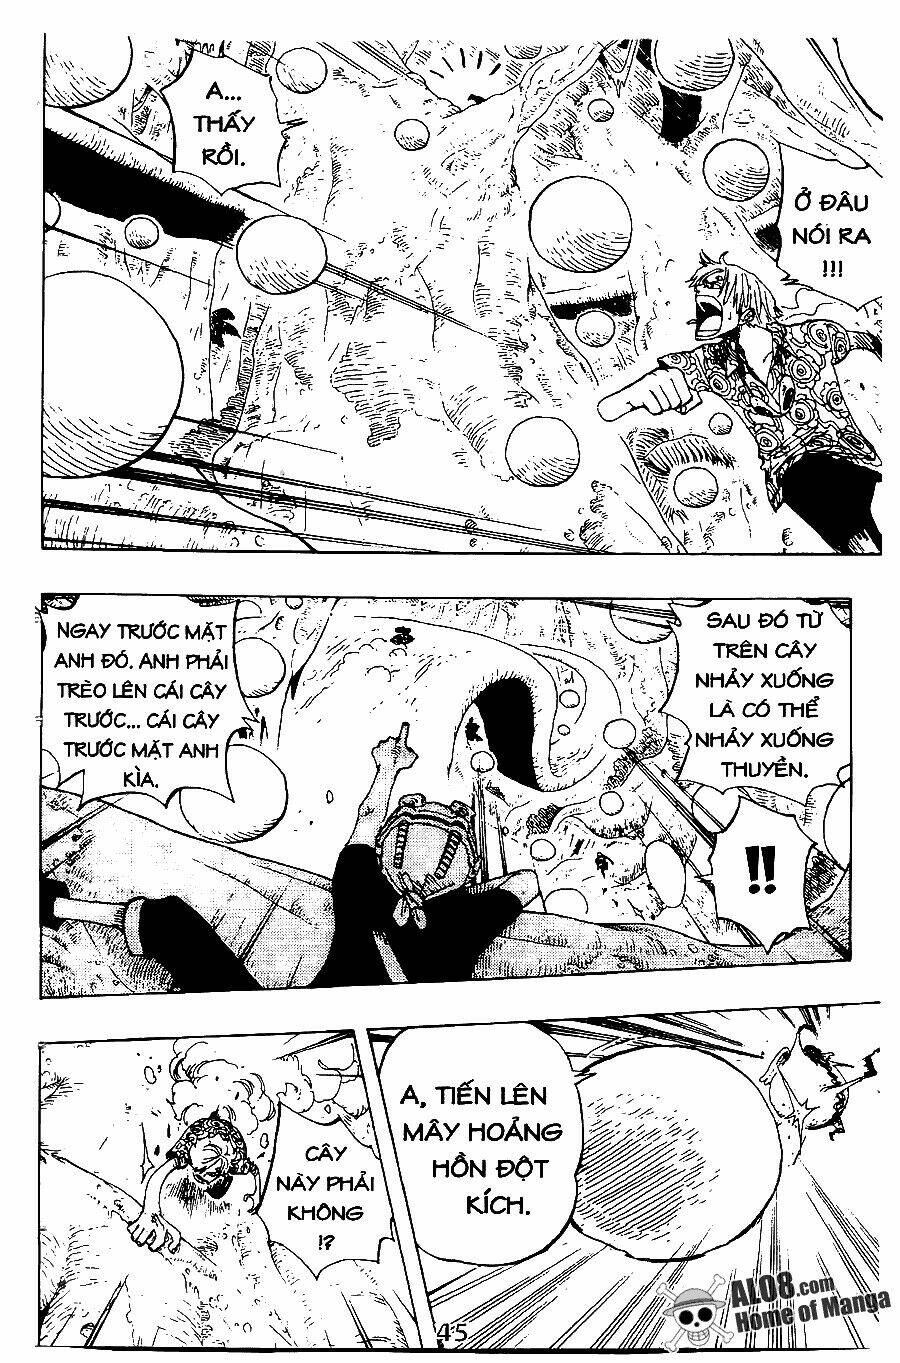 A...
THẤY
RỒI.
Ở ĐÂU
NÓI RA
!!!
NGAY TRƯỚC MẶT
ANH ĐÓ. ANH PHẢI
TRÈO LÊN CÁI CÂY
TRƯỚC... CÁI CÂY
TRƯỚC MẶT ANH
KÌA.
SAU ĐÓ TỪ
TRÊN CÂY
NHẢY XUỐNG
LÀ CÓ THỂ
NHẢY XUỐNG
THUYỀN.
!!
CÂY
NÀY PHẢI
KHÔNG
!?
A, TIẾN LÊN
MÂY HOẢNG
HỒN ĐỘT
KÍCH.
45
ALO8.com
Home of Manga